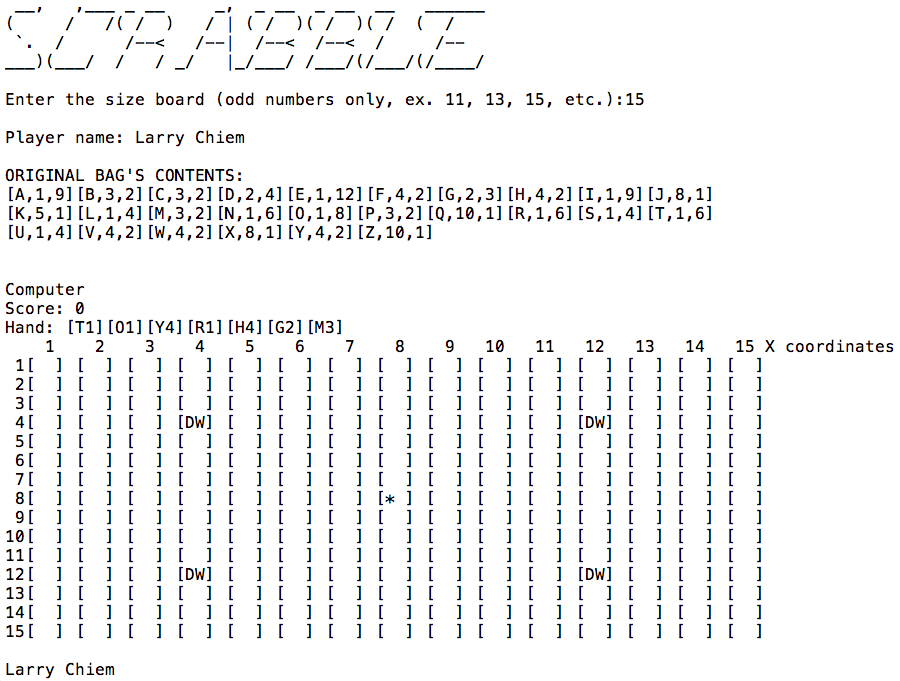 SCRABBLE
Enter the size board (odd numbers only, ex. 11, 13, 15, etc.):15
Player name: Larry Chiem
ORIGINAL BAG'S CONTENTS:
[A,1,9][B,3,2][C,3,2][D,2,4][E,1,12][F,4,2][G,2,3][H,4,2][I,1,9][J,8,1]
[K,5,1][L,1,4][M,3,2][N,1,6][O,1,8][P,3,2][Q,10,1][R,1,6][S,1,4][T,1,6]
[U,1,4][V,4,2][W,4,2][X,8,1][Y,4,2][Z,10,1]
Computer
Score: 0
Hand: [T1][O1][Y4][R1][H4][G2][M3]
    1    2    3    4    5    6    7    8    9   10   11   12   13   14   15 X coordinates
 1[  ] [  ] [  ] [  ] [  ] [  ] [  ] [  ] [  ] [  ] [  ] [  ] [  ] [  ] [  ]
 2[  ] [  ] [  ] [  ] [  ] [  ] [  ] [  ] [  ] [  ] [  ] [  ] [  ] [  ] [  ]
 3[  ] [  ] [  ] [  ] [  ] [  ] [  ] [  ] [  ] [  ] [  ] [  ] [  ] [  ] [  ]
 4[  ] [  ] [  ] [DW] [  ] [  ] [  ] [  ] [  ] [  ] [  ] [DW] [  ] [  ] [  ]
 5[  ] [  ] [  ] [  ] [  ] [  ] [  ] [  ] [  ] [  ] [  ] [  ] [  ] [  ] [  ]
 6[  ] [  ] [  ] [  ] [  ] [  ] [  ] [  ] [  ] [  ] [  ] [  ] [  ] [  ] [  ]
 7[  ] [  ] [  ] [  ] [  ] [  ] [  ] [  ] [  ] [  ] [  ] [  ] [  ] [  ] [  ]
 8[  ] [  ] [  ] [  ] [  ] [  ] [  ] [* ] [  ] [  ] [  ] [  ] [  ] [  ] [  ]
 9[  ] [  ] [  ] [  ] [  ] [  ] [  ] [  ] [  ] [  ] [  ] [  ] [  ] [  ] [  ]
10[  ] [  ] [  ] [  ] [  ] [  ] [  ] [  ] [  ] [  ] [  ] [  ] [  ] [  ] [  ]
11[  ] [  ] [  ] [  ] [  ] [  ] [  ] [  ] [  ] [  ] [  ] [  ] [  ] [  ] [  ]
12[  ] [  ] [  ] [DW] [  ] [  ] [  ] [  ] [  ] [  ] [  ] [DW] [  ] [  ] [  ]
13[  ] [  ] [  ] [  ] [  ] [  ] [  ] [  ] [  ] [  ] [  ] [  ] [  ] [  ] [  ]
14[  ] [  ] [  ] [  ] [  ] [  ] [  ] [  ] [  ] [  ] [  ] [  ] [  ] [  ] [  ]
15[  ] [  ] [  ] [  ] [  ] [  ] [  ] [  ] [  ] [  ] [  ] [  ] [  ] [  ] [  ]
Larry Chiem